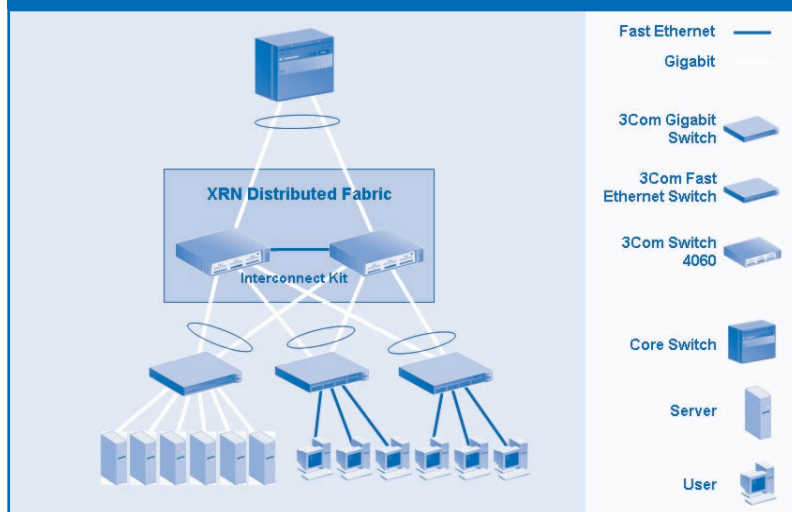 XRN Distributed Fabric
Interconnect Kit
Fast Ethernet
Gigabit
3Com Gigabit
Switch
3Com Fast
Ethernet Switch
3Com Switch
4060
Core Switch
Server
User